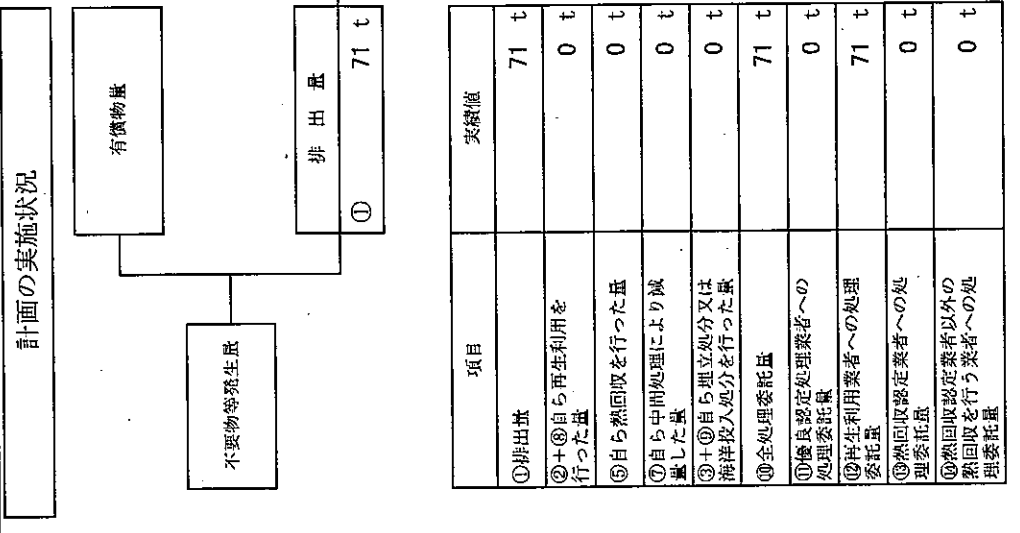 計画の実施状況
有償物量
不要物等発生量
排出量
① 71 t
項目 実績値
①排出量 71 t
②+⑧自ら再生利用を
行った量 0 t
⑤自ら熱回収を行った量 0 t
⑦自ら中間処理により減
量した量 0 t
③+⑨自ら埋立処分又は
海洋投入処分を行った量 0 t
⑩全処理委託量 71 t
⑪優良認定処理業者への
処理委託量 0 t
⑫再生利用業者への処理
委託量 71 t
⑬熱回収認定業者への処
理委託量 0 t
⑭熱回収認定業者以外の
熱回収を行う業者への処
理委託量 0 t